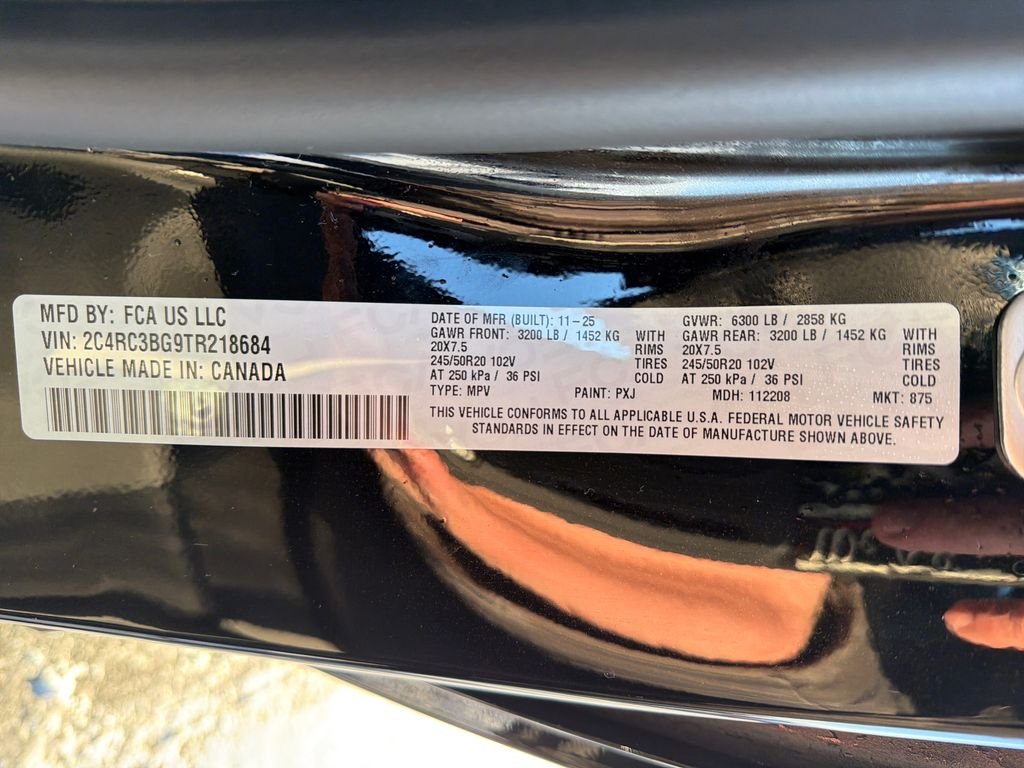 MFD BY: FCA US LLC
VIN: 2C4RC3BG9TR218684
VEHICLE MADE IN: CANADA
DATE OF MFR (BUILT): 11-25 GVWR: 6300 LB / 2858 KG
GAWR FRONT: 3200 LB / 1452 KG WITH GAWR REAR: 3200 LB / 1452 KG WITH
20X7.5 RIMS 20X7.5 RIMS
245/50R20 102V TIRES 245/50R20 102V TIRES
AT 250 kPa / 36 PSI COLD AT 250 kPa / 36 PSI COLD
TYPE: MPV PAINT: PXJ MDH: 112208 MKT: 875
THIS VEHICLE CONFORMS TO ALL APPLICABLE U.S.A. FEDERAL MOTOR VEHICLE SAFETY
STANDARDS IN EFFECT ON THE DATE OF MANUFACTURE SHOWN ABOVE.